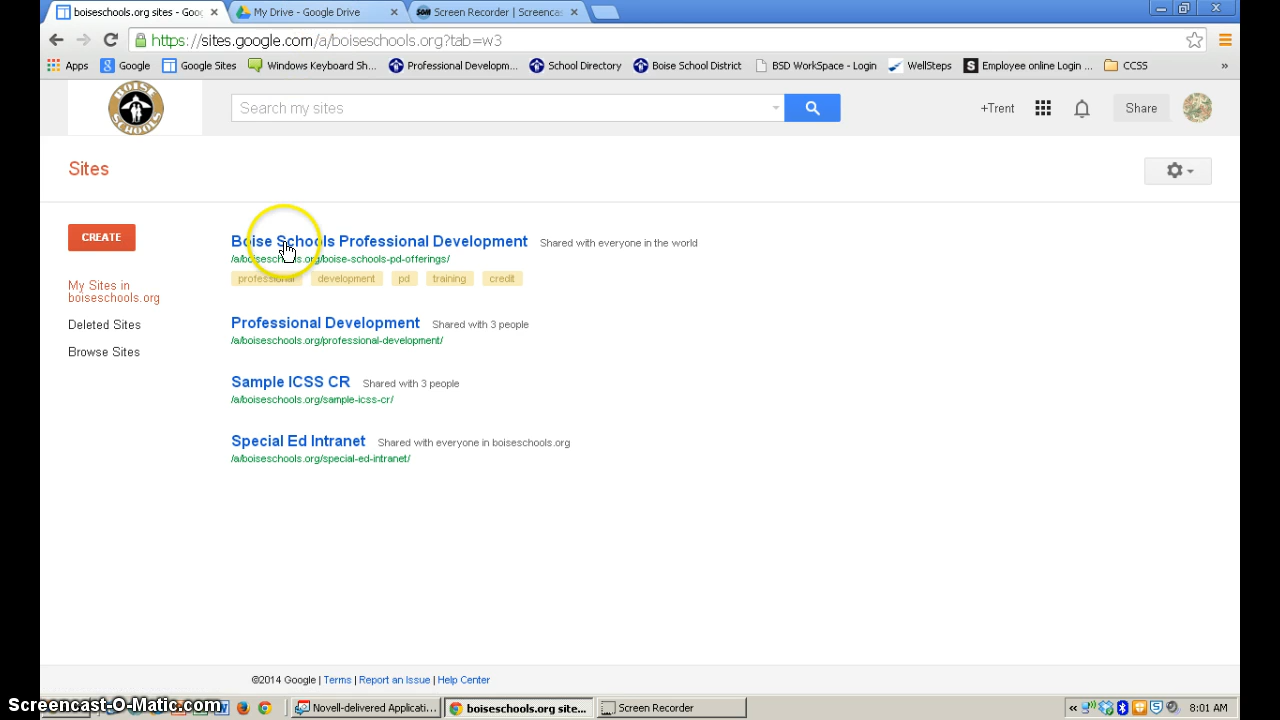 boiseschools.org sites - Goog
My Drive - Google Drive
SOM Screen Recorder | Screencas
https://sites.google.com/a/boiseschools.org?tab=w3
Apps
Google
Google Sites
Windows Keyboard Sh...
Professional Developm...
School Directory
Boise School District
BSD WorkSpace - Login
WellSteps
S Employee online Login ...
CCSS
»
BOISE
SCHOOLS
Search my sites
+Trent
Share
Sites
CREATE
My Sites in
boiseschools.org
Deleted Sites
Browse Sites
Boise Schools Professional Development Shared with everyone in the world
/a/boiseschools.org/boise-schools-pd-offerings/
professional development pd training credit
Professional Development Shared with 3 people
/a/boiseschools.org/professional-development/
Sample ICSS CR Shared with 3 people
/a/boiseschools.org/sample-icss-cr/
Special Ed Intranet Shared with everyone in boiseschools.org
/a/boiseschools.org/special-ed-intranet/
©2014 Google | Terms | Report an Issue | Help Center
Screencast-O-Matic.com
Novell-delivered Applicati...
boiseschools.org site...
Screen Recorder
«
8:01 AM